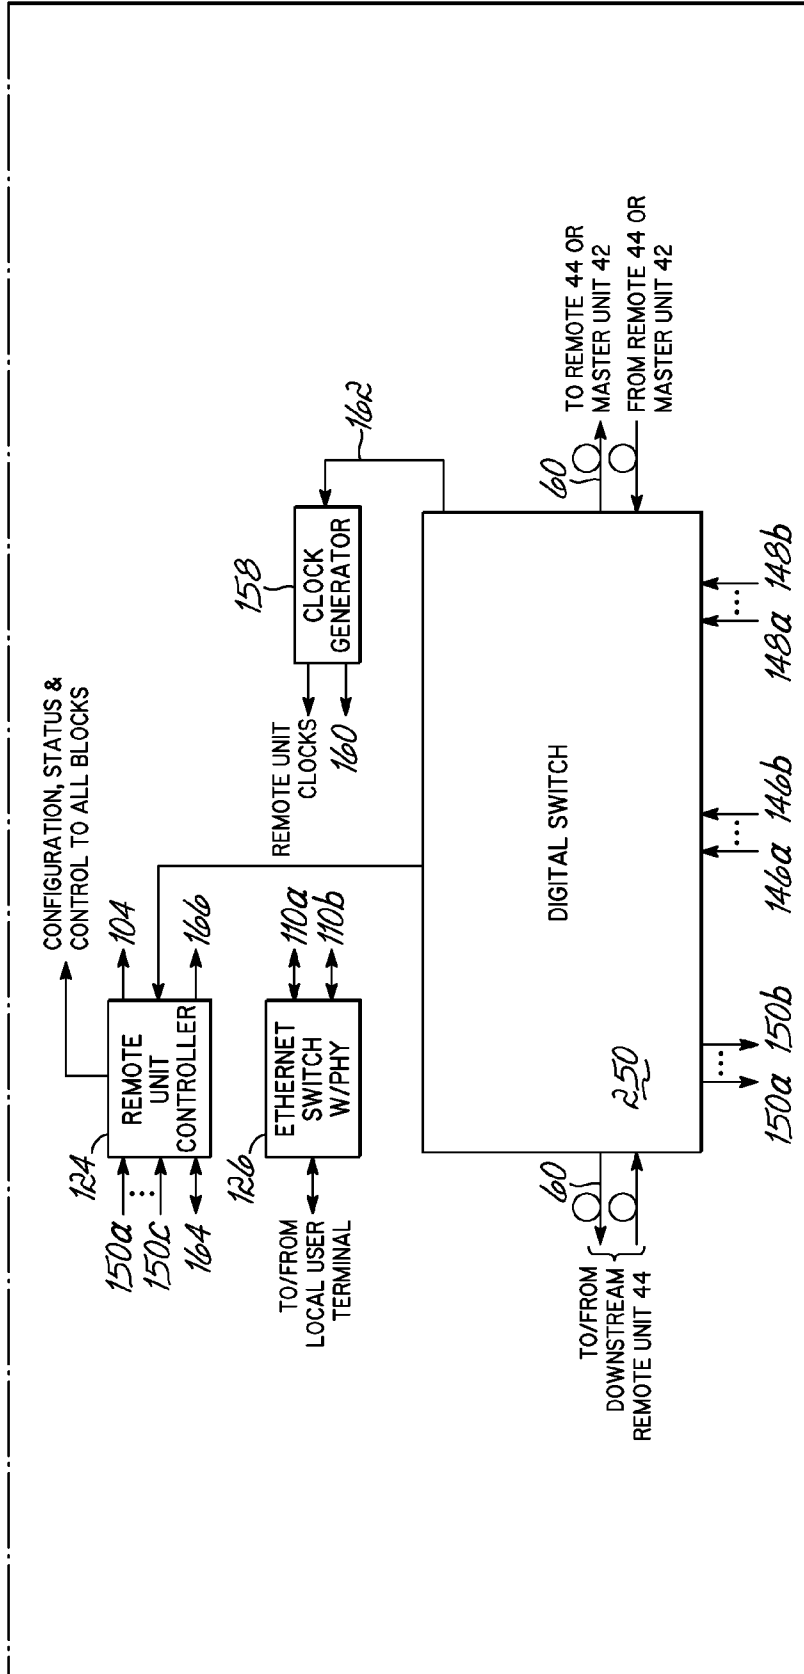 CONFIGURATION, STATUS &
CONTROL TO ALL BLOCKS
124
REMOTE
UNIT
CONTROLLER
150a
150c
164
104
166
126
ETHERNET
SWITCH
W/PHY
TO/FROM
LOCAL USER
TERMINAL
110a
110b
158
CLOCK
GENERATOR
162
REMOTE UNIT
CLOCKS
160
DIGITAL SWITCH
250
60
TO/FROM
DOWNSTREAM
REMOTE UNIT 44
60
TO REMOTE 44 OR
MASTER UNIT 42
FROM REMOTE 44 OR
MASTER UNIT 42
150a
150b
146a
146b
148a
148b